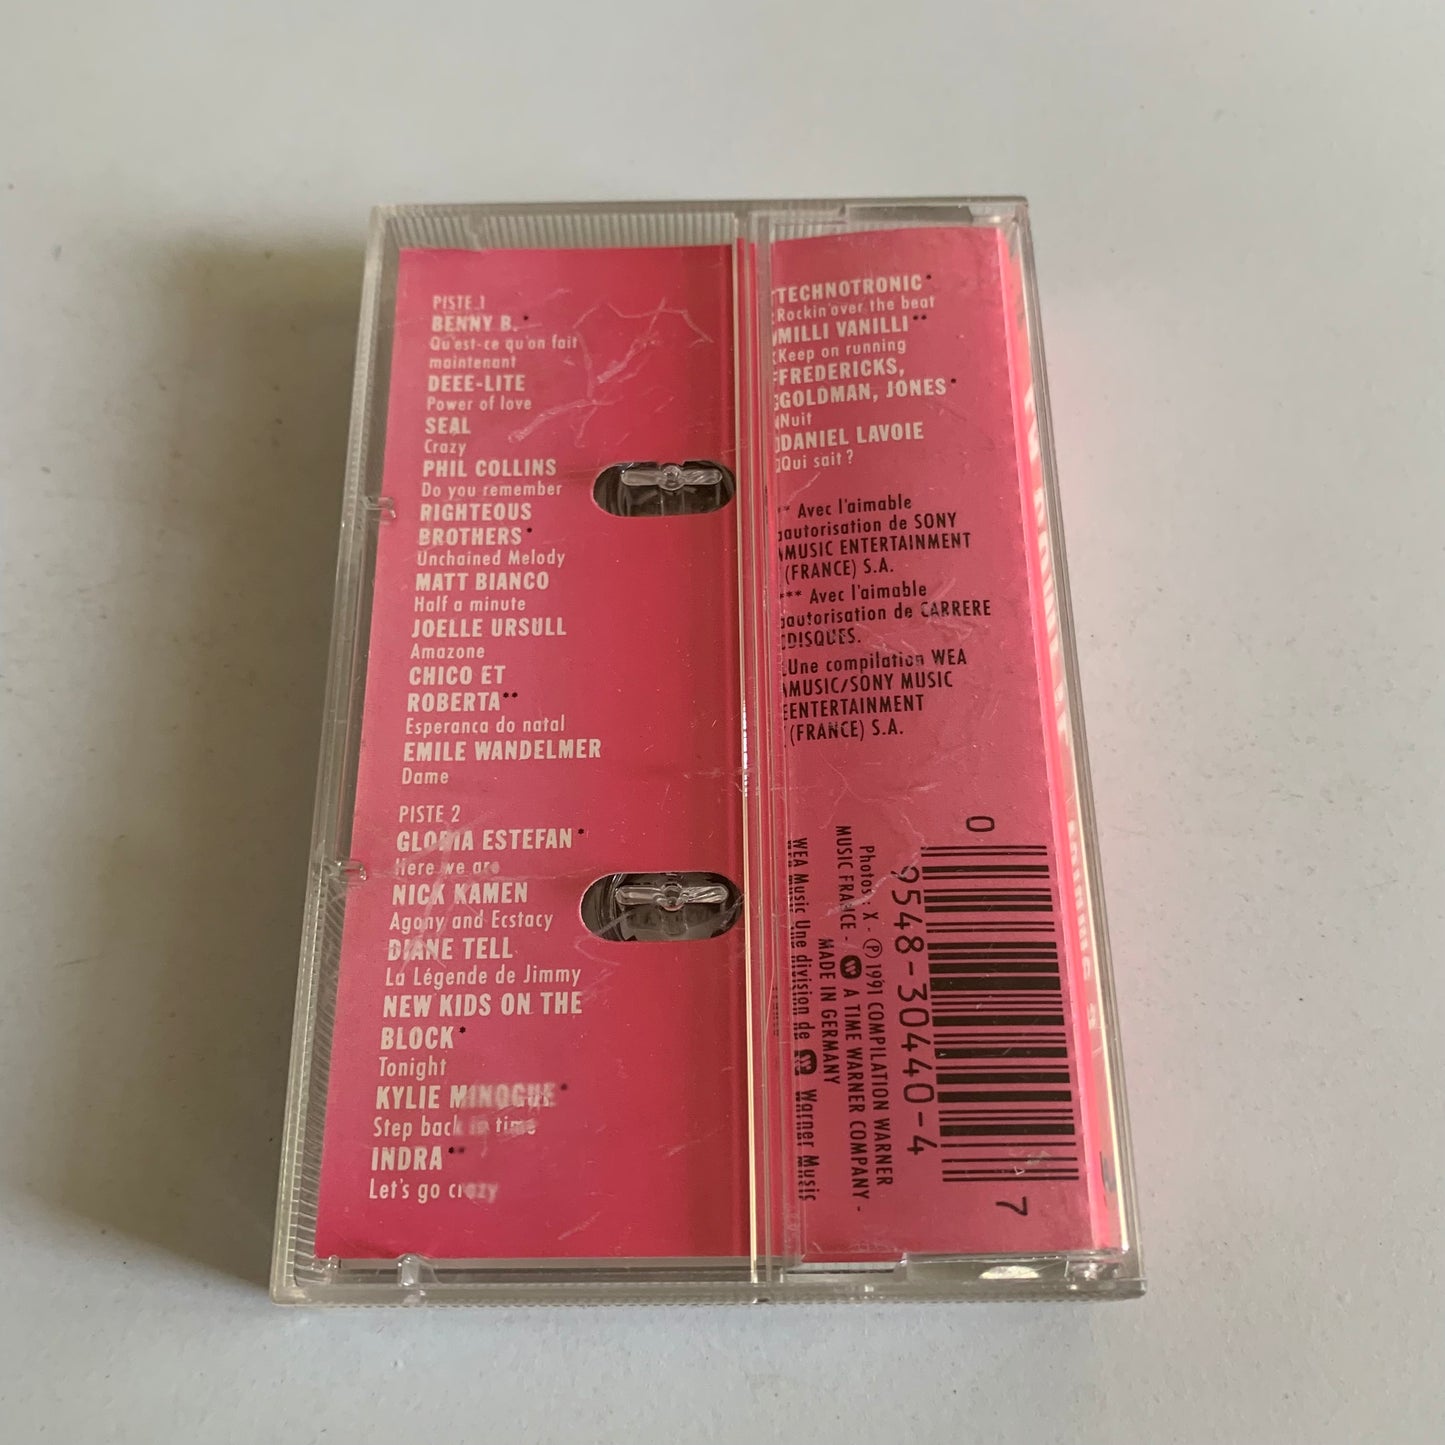 PISTE 1
BENNY B.*
Qu'est-ce qu'on fait
maintenant
DEEE-LITE
Power of love
SEAL
Crazy
PHIL COLLINS
Do you remember
RIGHTEOUS
BROTHERS*
Unchained Melody
MATT BIANCO
Half a minute
JOELLE URSULL
Amazone
CHICO ET
ROBERTA**
Esperanca do natal
EMILE WANDELMER
Dame
PISTE 2
GLORIA ESTEFAN*
Here we are
NICK KAMEN
Agony and Ecstacy
DIANE TELL
La Légende de Jimmy
NEW KIDS ON THE
BLOCK*
Tonight
KYLIE MINOGUE*
Step back in time
INDRA**
Let's go crazy
TECHNOTRONIC*
Rockin'over the beat
MILLI VANILLI**
Keep on running
FREDERICKS,
GOLDMAN, JONES*
Nuit
DANIEL LAVOIE
Qui sait ?
** Avec l'aimable
autorisation de SONY
MUSIC ENTERTAINMENT
(FRANCE) S.A.
*** Avec l'aimable
autorisation de CARRERE
DISQUES.
Une compilation WEA
MUSIC/SONY MUSIC
ENTERTAINMENT
(FRANCE) S.A.
0
9548-30440-4
7
Photos : X - ℗ 1991 COMPILATION WARNER
MUSIC FRANCE - A TIME WARNER COMPANY -
MADE IN GERMANY
WEA Music Une division de Warner Music